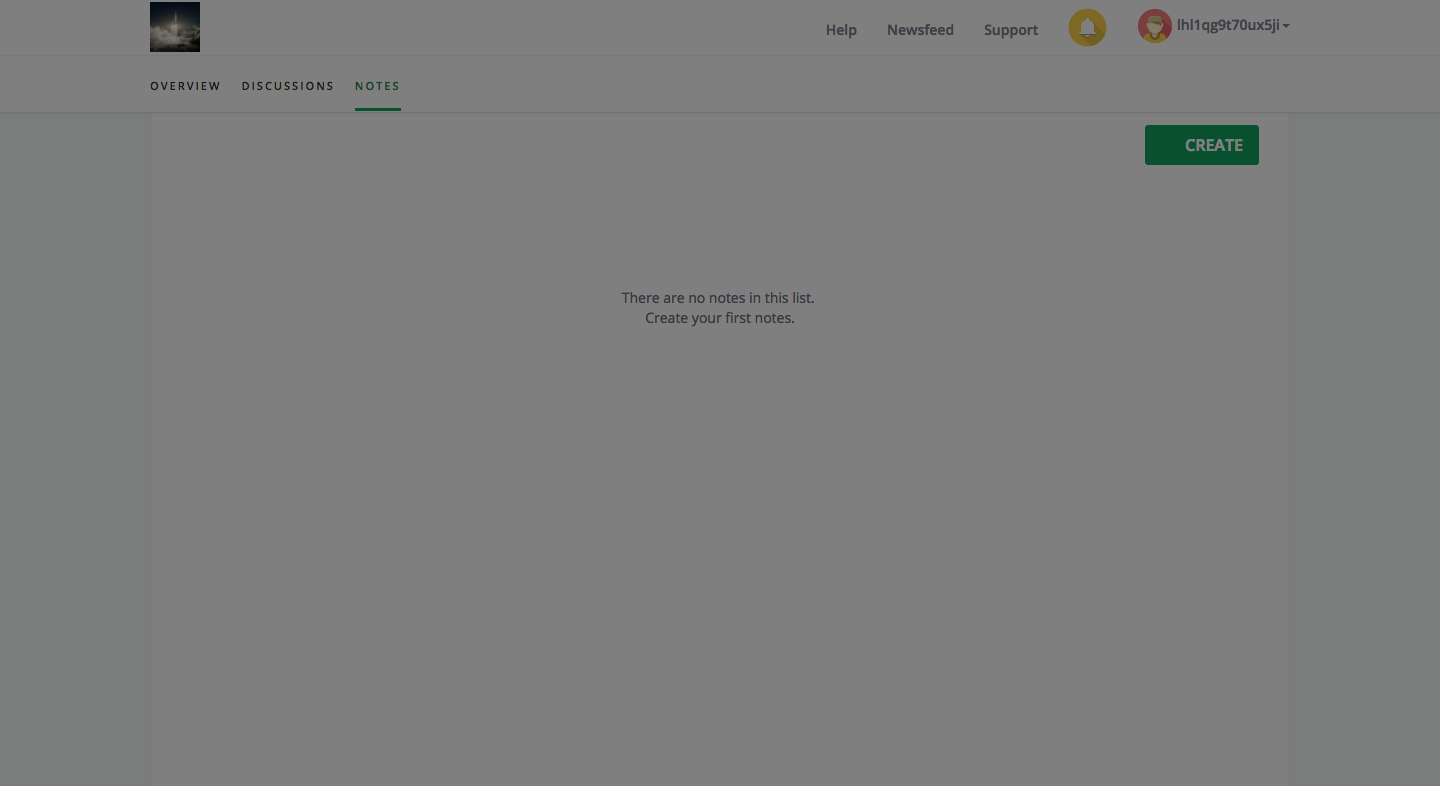 Help Newsfeed Support lhl1qg9t70ux5ji
OVERVIEW DISCUSSIONS NOTES
CREATE
There are no notes in this list.
Create your first notes.